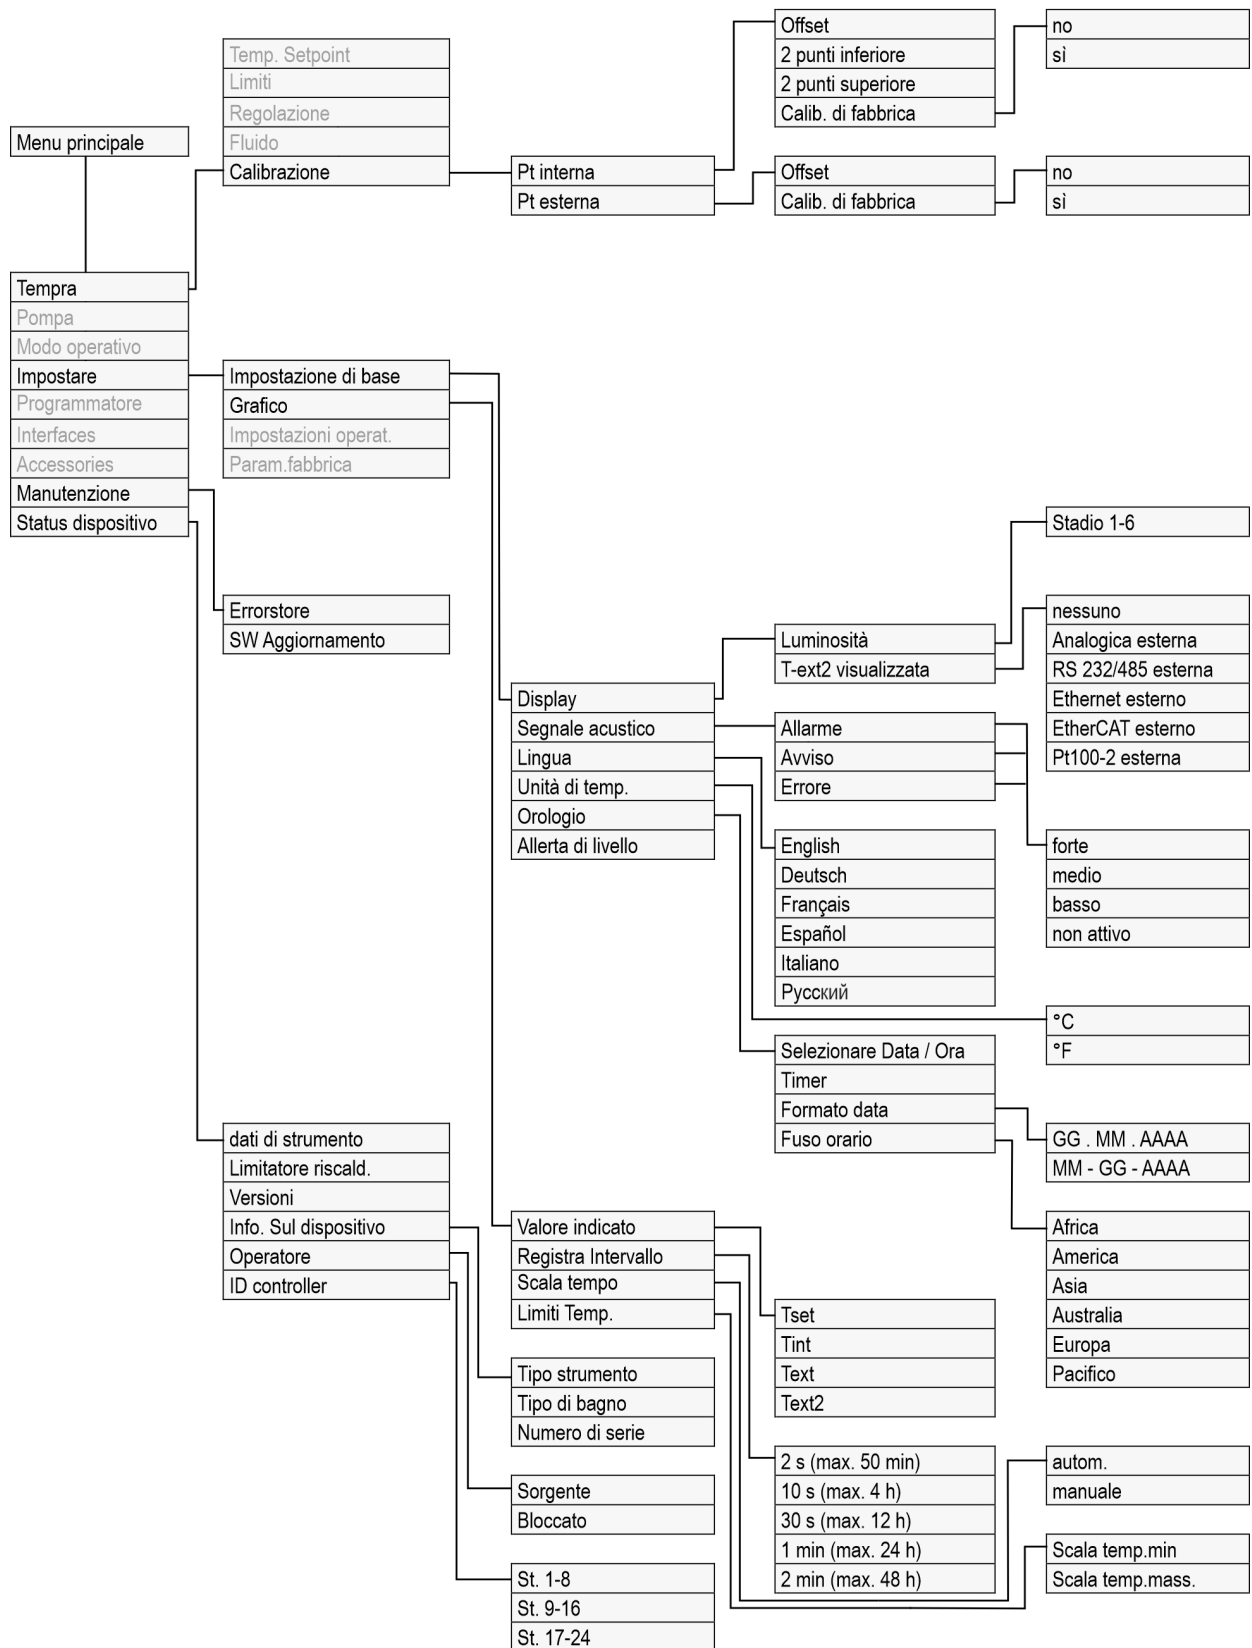 Menu principale
Tempra
Pompa
Modo operativo
Impostare
Programmatore
Interfaces
Accessories
Manutenzione
Status dispositivo
Temp. Setpoint
Limiti
Regolazione
Fluido
Calibrazione
Impostazione di base
Grafico
Impostazioni operat.
Param.fabbrica
Errorstore
SW Aggiornamento
dati di strumento
Limitatore riscald.
Versioni
Info. Sul dispositivo
Operatore
ID controller
Pt interna
Pt esterna
Display
Segnale acustico
Lingua
Unità di temp.
Orologio
Allerta di livello
Valore indicato
Registra Intervallo
Scala tempo
Limiti Temp.
Tipo strumento
Tipo di bagno
Numero di serie
Sorgente
Bloccato
St. 1-8
St. 9-16
St. 17-24
Offset
2 punti inferiore
2 punti superiore
Calib. di fabbrica
Offset
Calib. di fabbrica
Luminosità
T-ext2 visualizzata
Allarme
Avviso
Errore
English
Deutsch
Français
Español
Italiano
Русский
Selezionare Data / Ora
Timer
Formato data
Fuso orario
Tset
Tint
Text
Text2
2 s (max. 50 min)
10 s (max. 4 h)
30 s (max. 12 h)
1 min (max. 24 h)
2 min (max. 48 h)
no
sì
no
sì
Stadio 1-6
nessuno
Analogica esterna
RS 232/485 esterna
Ethernet esterno
EtherCAT esterno
Pt100-2 esterna
forte
medio
basso
non attivo
°C
°F
GG . MM . AAAA
MM - GG - AAAA
Africa
America
Asia
Australia
Europa
Pacifico
autom.
manuale
Scala temp.min
Scala temp.mass.